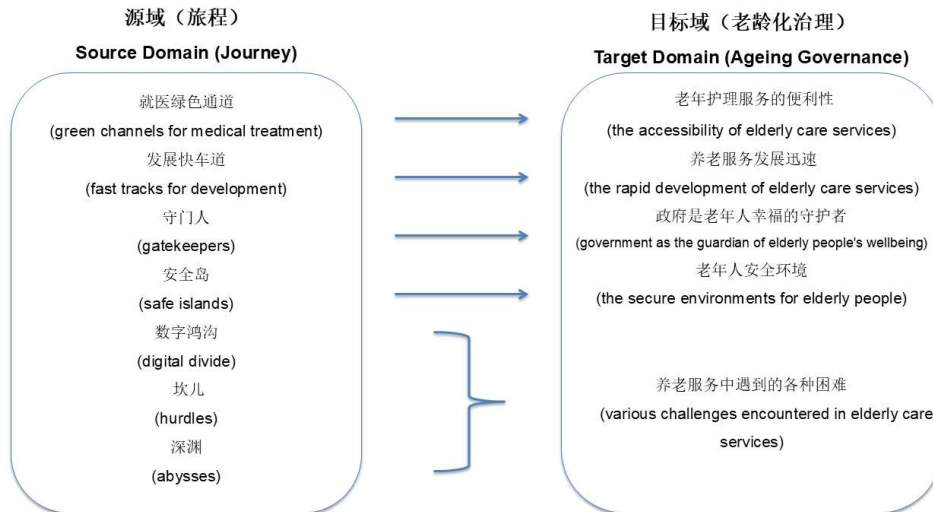 源域（旅程）
Source Domain (Journey)
就医绿色通道
(green channels for medical treatment)
发展快车道
(fast tracks for development)
守门人
(gatekeepers)
安全岛
(safe islands)
数字鸿沟
(digital divide)
坎儿
(hurdles)
深渊
(abysses)
目标域（老龄化治理）
Target Domain (Ageing Governance)
老年护理服务的便利性
(the accessibility of elderly care services)
养老服务发展迅速
(the rapid development of elderly care services)
政府是老年人幸福的守护者
(government as the guardian of elderly people's wellbeing)
老年人安全环境
(the secure environments for elderly people)
养老服务中遇到的各种困难
(various challenges encountered in elderly care
services)